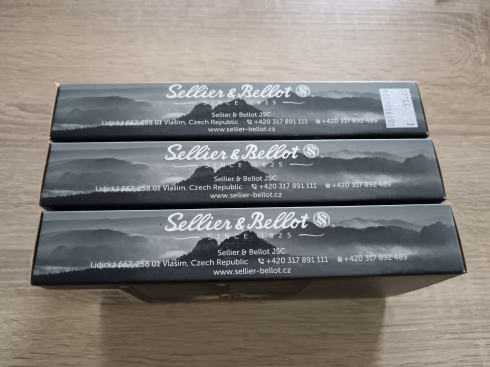 Sellier & Bellot
SINCE 1825
Sellier & Bellot JSC
Lidická 667, 258 01 Vlašim, Czech Republic +420 317 891 111 +420 317 892 489
www.sellier-bellot.cz
Sellier & Bellot
SINCE 1825
Sellier & Bellot JSC
Lidická 667, 258 01 Vlašim, Czech Republic +420 317 891 111 +420 317 892 489
www.sellier-bellot.cz
Sellier & Bellot
SINCE 1825
Sellier & Bellot JSC
Lidická 667, 258 01 Vlašim, Czech Republic +420 317 891 111 +420 317 892 489
www.sellier-bellot.cz